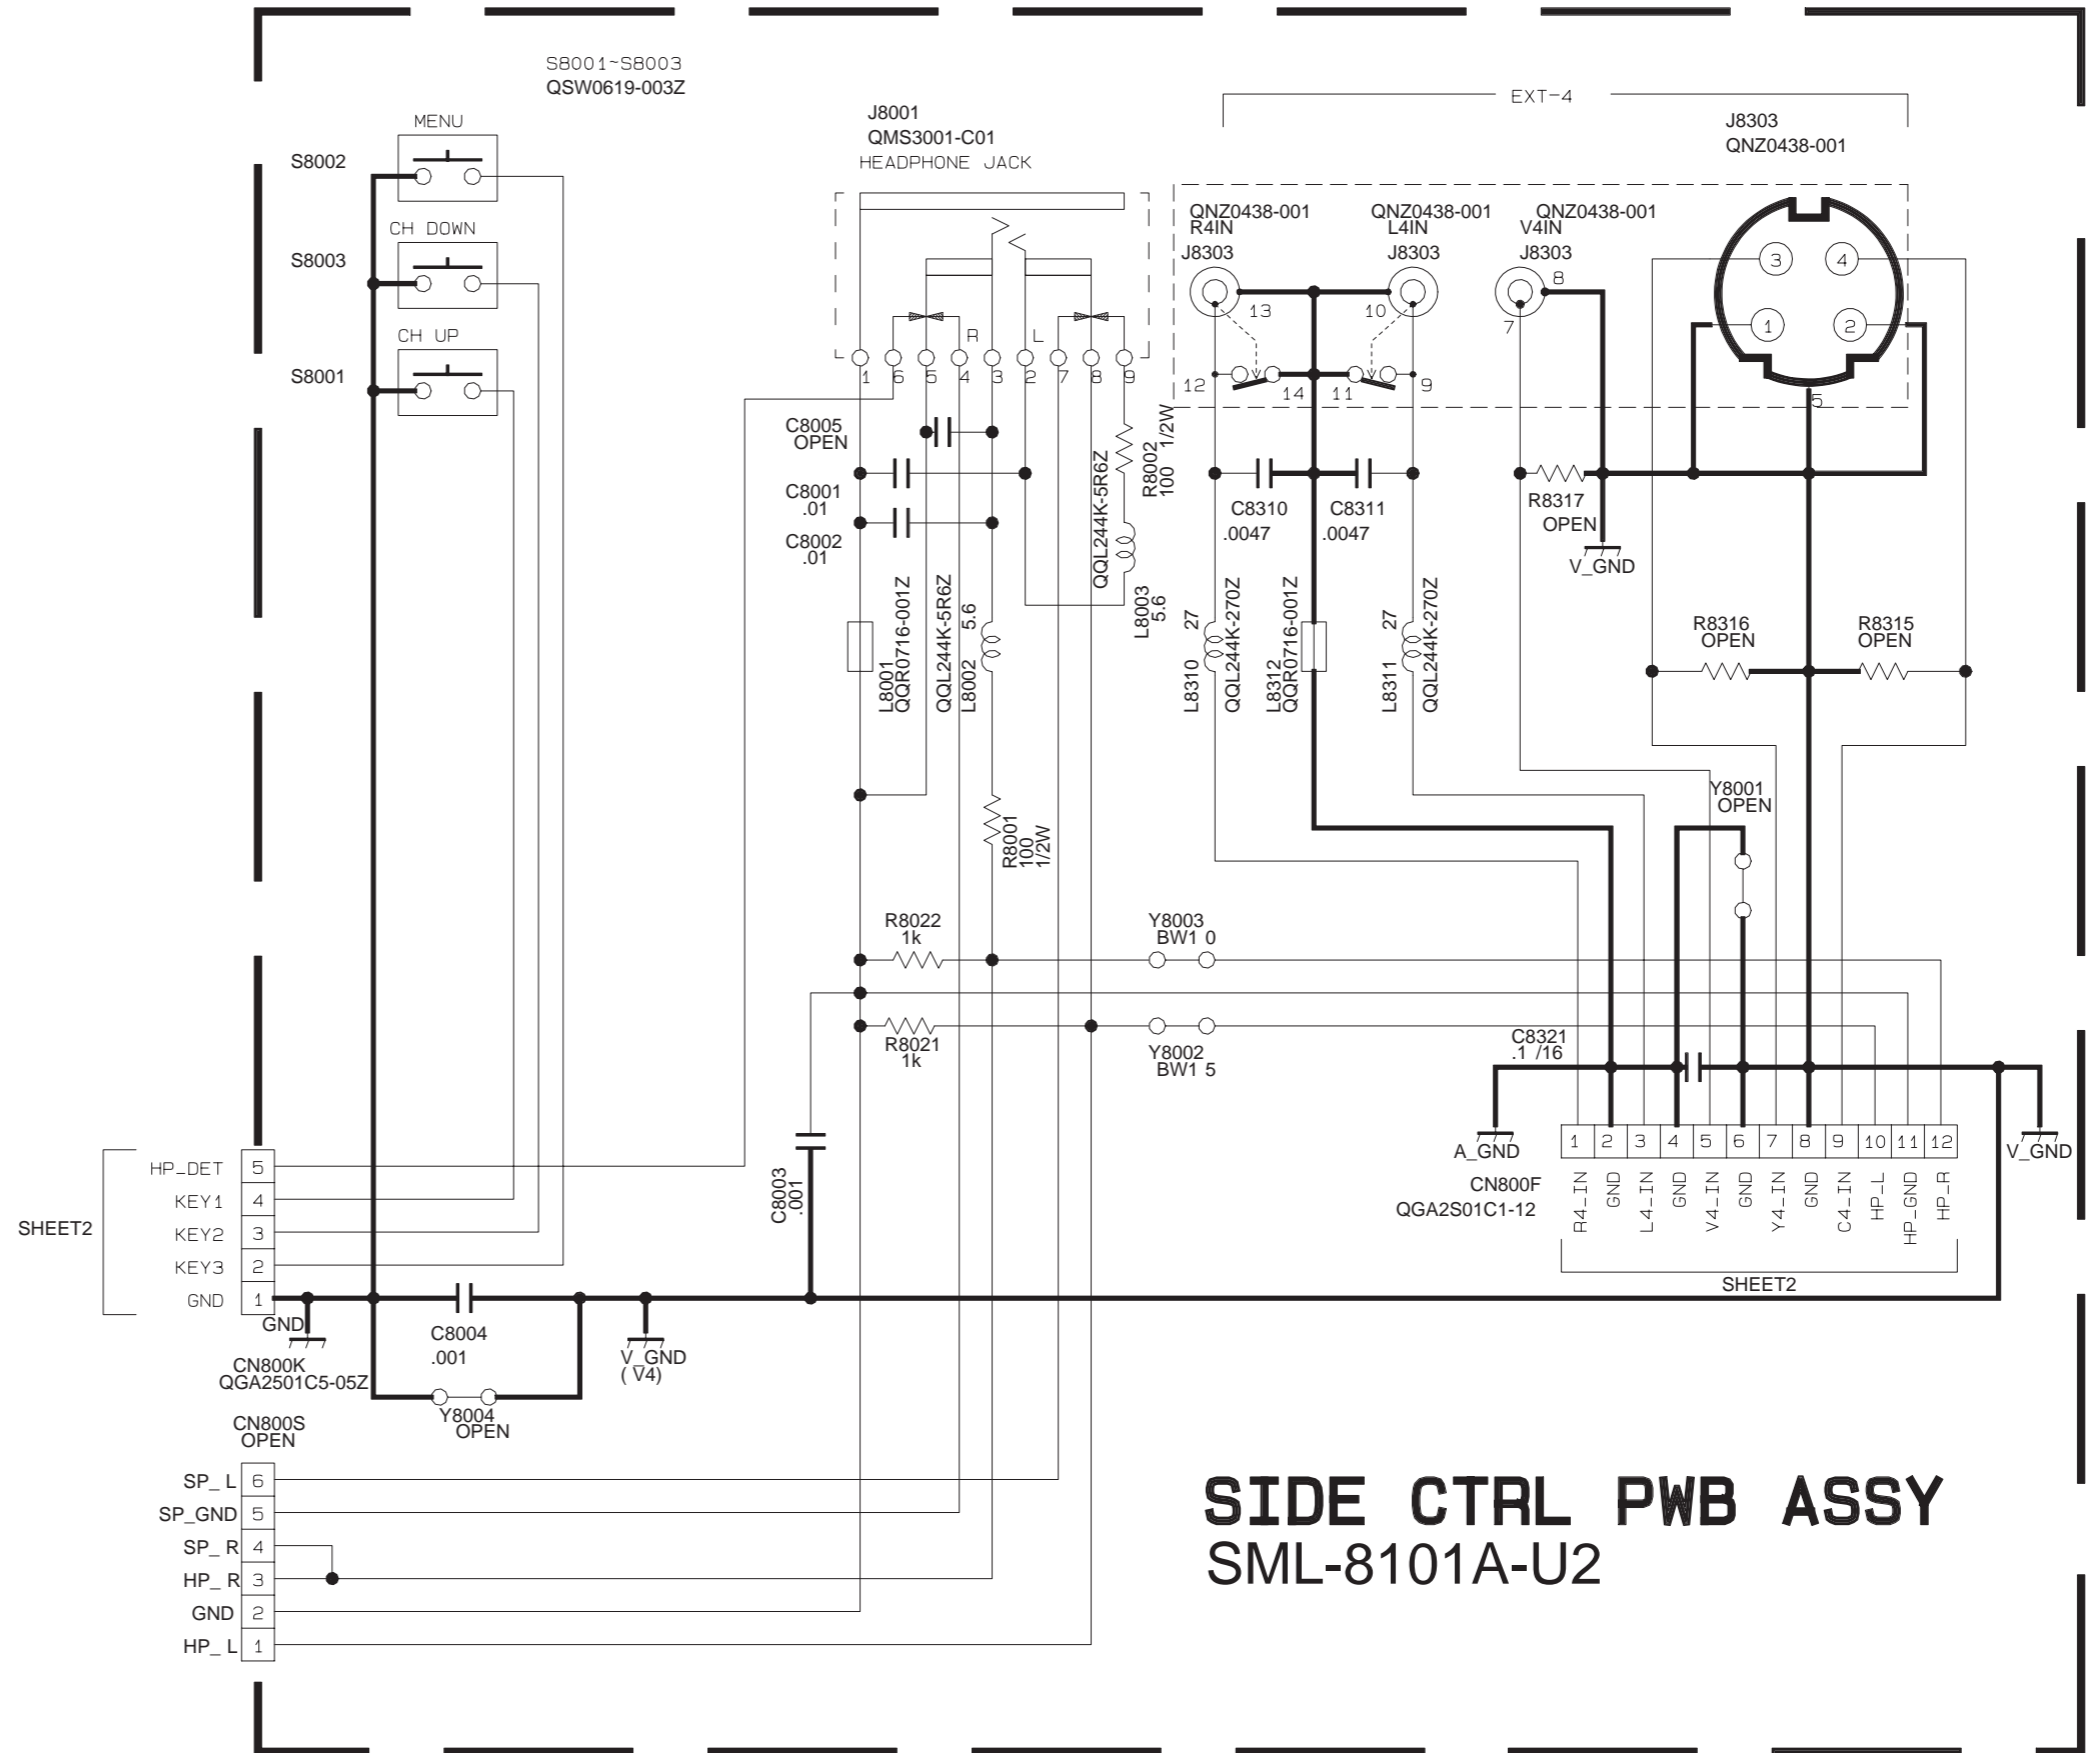 S8001~S8003
QSW0619-003Z
MENU
S8002
CH DOWN
S8003
CH UP
S8001
J8001
QMS3001-C01
HEADPHONE JACK
R
L
1
6
5
4
3
2
7
8
9
EXT-4
J8303
QNZ0438-001
QNZ0438-001
R4IN
J8303
QNZ0438-001
L4IN
J8303
QNZ0438-001
V4IN
J8303
13
10
8
7
12
14
11
9
3
4
1
2
5
C8005
OPEN
C8001
.01
C8002
.01
R8002
100
1/2W
QQL244K-5R6Z
L8003
5.6
L8001
QQR0716-001Z
QQL244K-5R6Z
L8002
5.6
C8310
.0047
C8311
.0047
R8317
OPEN
V_GND
L8310
27
QQL244K-270Z
L8312
QQR0716-001Z
L8311
27
QQL244K-270Z
R8316
OPEN
R8315
OPEN
Y8001
OPEN
R8001
100
1/2W
R8022
1k
Y8003
BW1 0
R8021
1k
Y8002
BW1 5
C8321
.1 /16
A_GND
V_GND
1 2 3 4 5 6 7 8 9 10 11 12
CN800F
QGA2S01C1-12
R4_IN
GND
L4_IN
GND
V4_IN
GND
Y4_IN
GND
C4_IN
HP_L
HP_GND
HP_R
SHEET2
C8003
.001
SHEET2
HP_DET 5
KEY1 4
KEY2 3
KEY3 2
GND 1
GND
CN800K
QGA2501C5-05Z
C8004
.001
V_GND
( V4)
Y8004
OPEN
CN800S
OPEN
SP_ L 6
SP_GND 5
SP_ R 4
HP_ R 3
GND 2
HP_ L 1
SIDE CTRL PWB ASSY
SML-8101A-U2